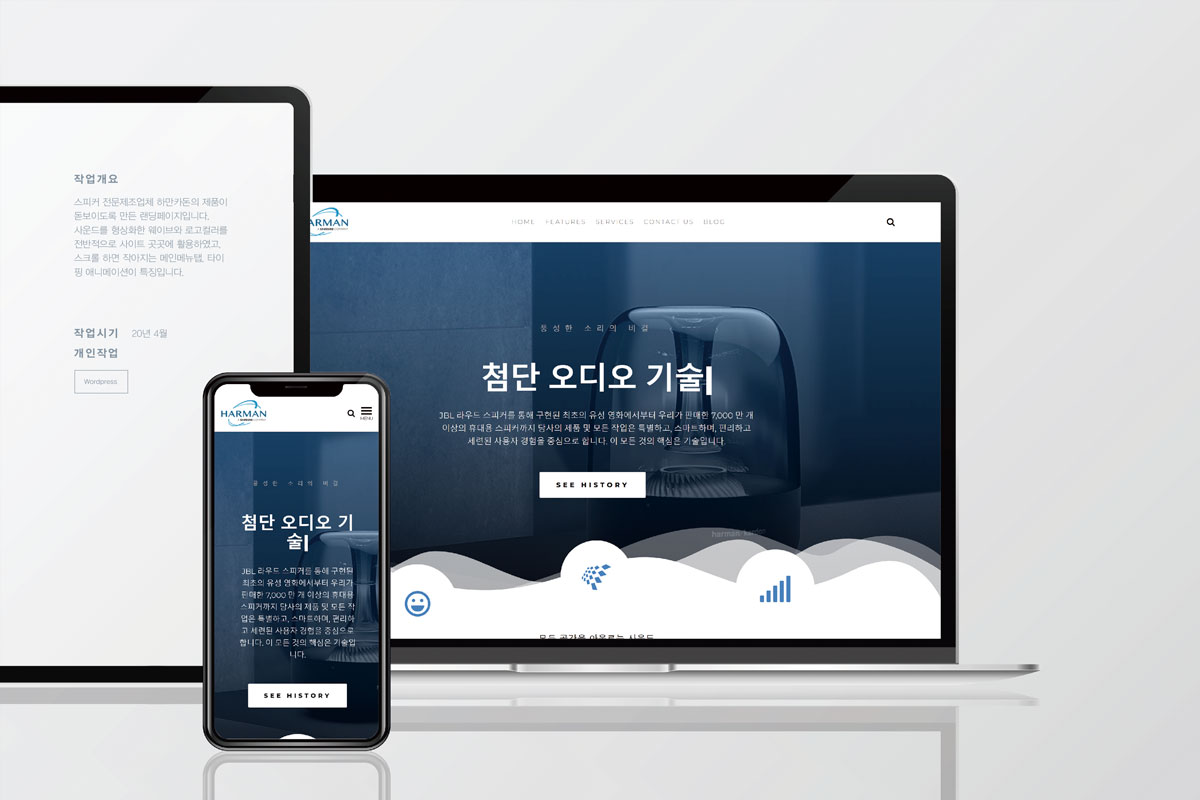 작업개요
스피커 전문제조업체 하만카돈의 제품이
돋보이도록 만든 랜딩페이지입니다.
사운드를 형상화한 웨이브와 로고컬러를
전반적으로 사이트 곳곳에 활용하였고,
스크롤 하면 작아지는 메인메뉴탭, 타이
핑 애니메이션이 특징입니다.
작업시기 20년 4월
개인작업
Wordpress
HARMAN
MENU
풍성한 소리의 비결
첨단 오디오 기
술
JBL 라우드 스피커를 통해 구현된
최초의 유성 영화에서부터 우리가
판매한 7,000 만 개 이상의 휴대용
스피커까지 당사의 제품 및 모든 작
업은 특별하고, 스마트하며, 편리하
고 세련된 사용자 경험을 중심으로
합니다. 이 모든 것의 핵심은 기술입
니다.
SEE HISTORY
ARMAN
HOME FEATURES SERVICES CONTACT US BLOG
풍성한 소리의 비결
첨단 오디오 기술
JBL 라우드 스피커를 통해 구현된 최초의 유성 영화에서부터 우리가 판매한 7,000 만 개
이상의 휴대용 스피커까지 당사의 제품 및 모든 작업은 특별하고, 스마트하며, 편리하고
세련된 사용자 경험을 중심으로 합니다. 이 모든 것의 핵심은 기술입니다.
SEE HISTORY
harman/kardon
모든 공간을 아우르는 사운드